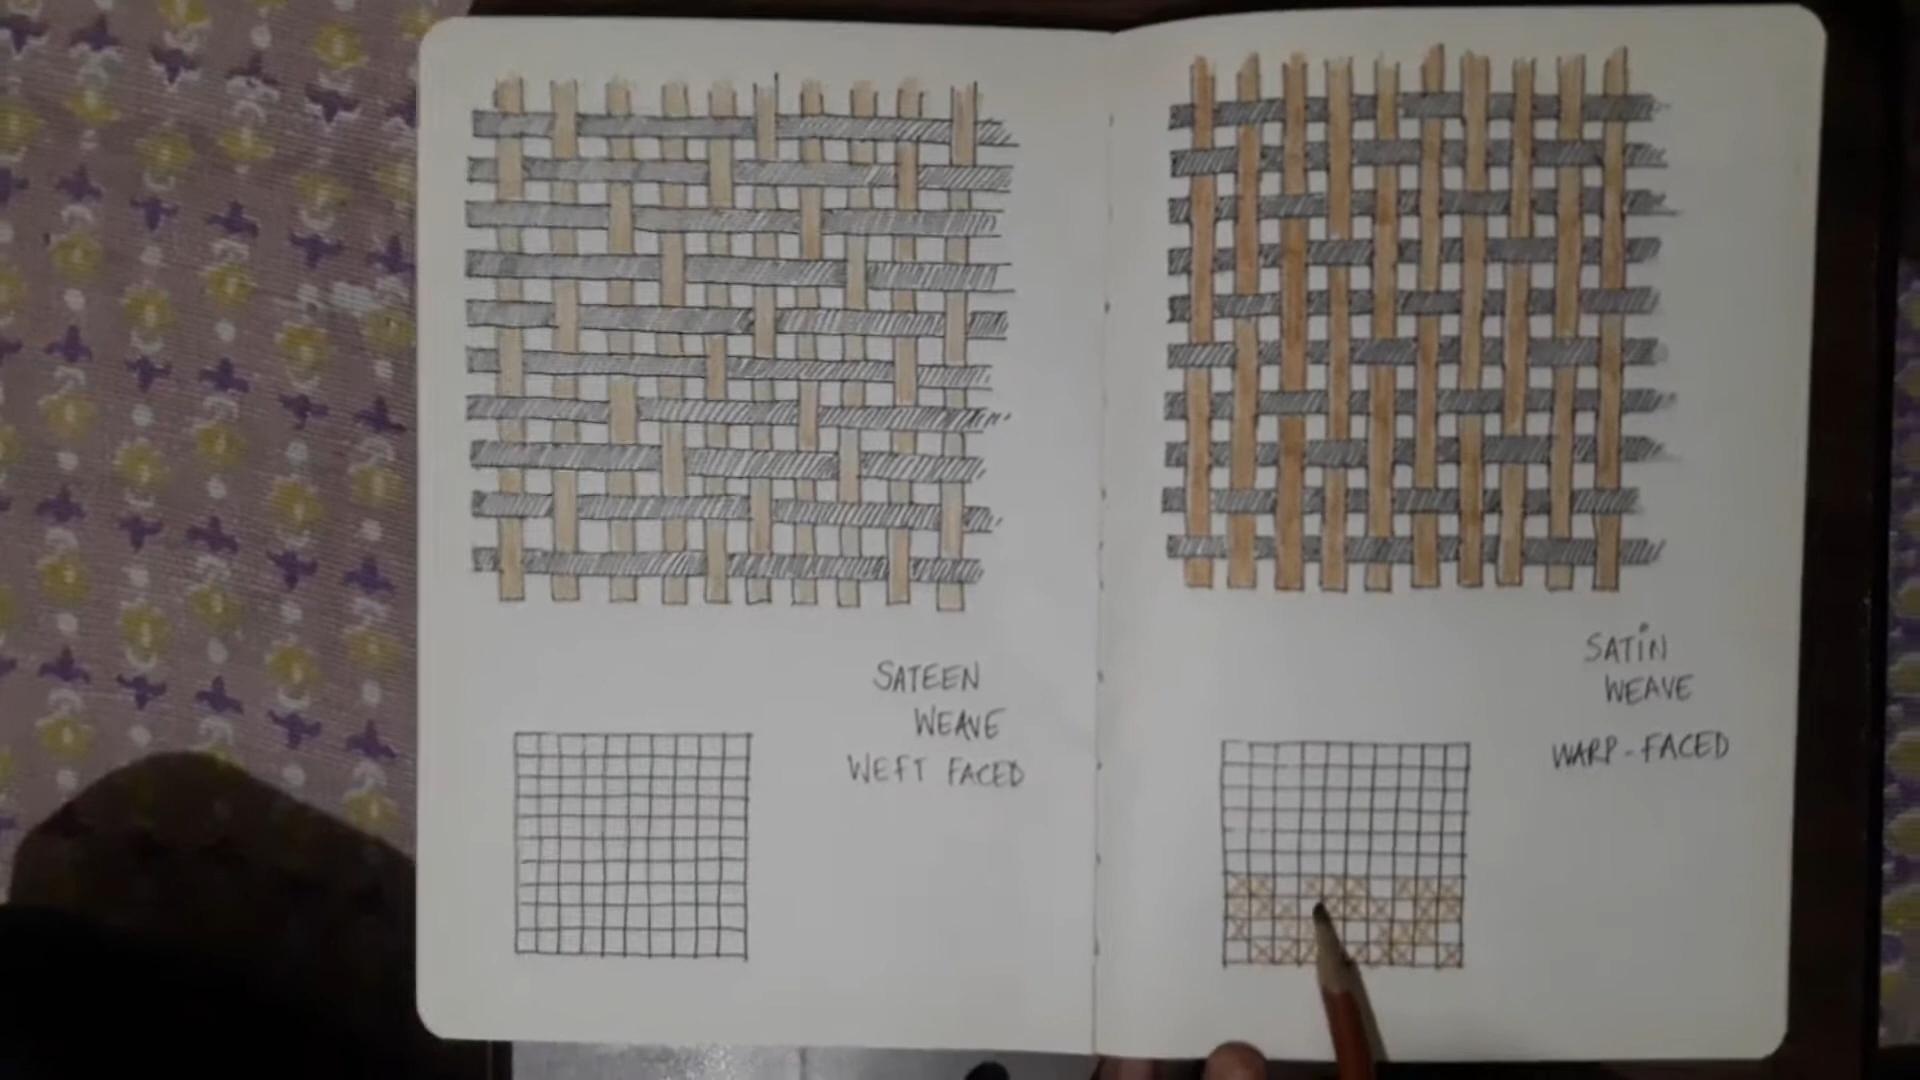 SATEEN
WEAVE
WEFT FACED
SATIN
WEAVE
WARP-FACED